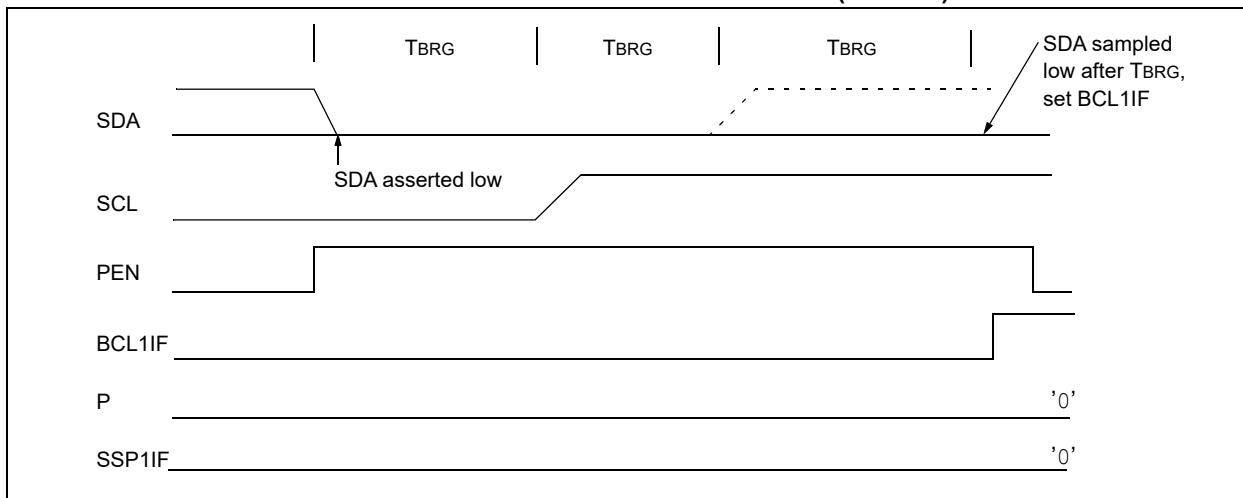 TBRG TBRG TBRG
SDA sampled
low after TBRG,
set BCL1IF
SDA
SDA asserted low
SCL
PEN
BCL1IF
P '0'
SSP1IF '0'